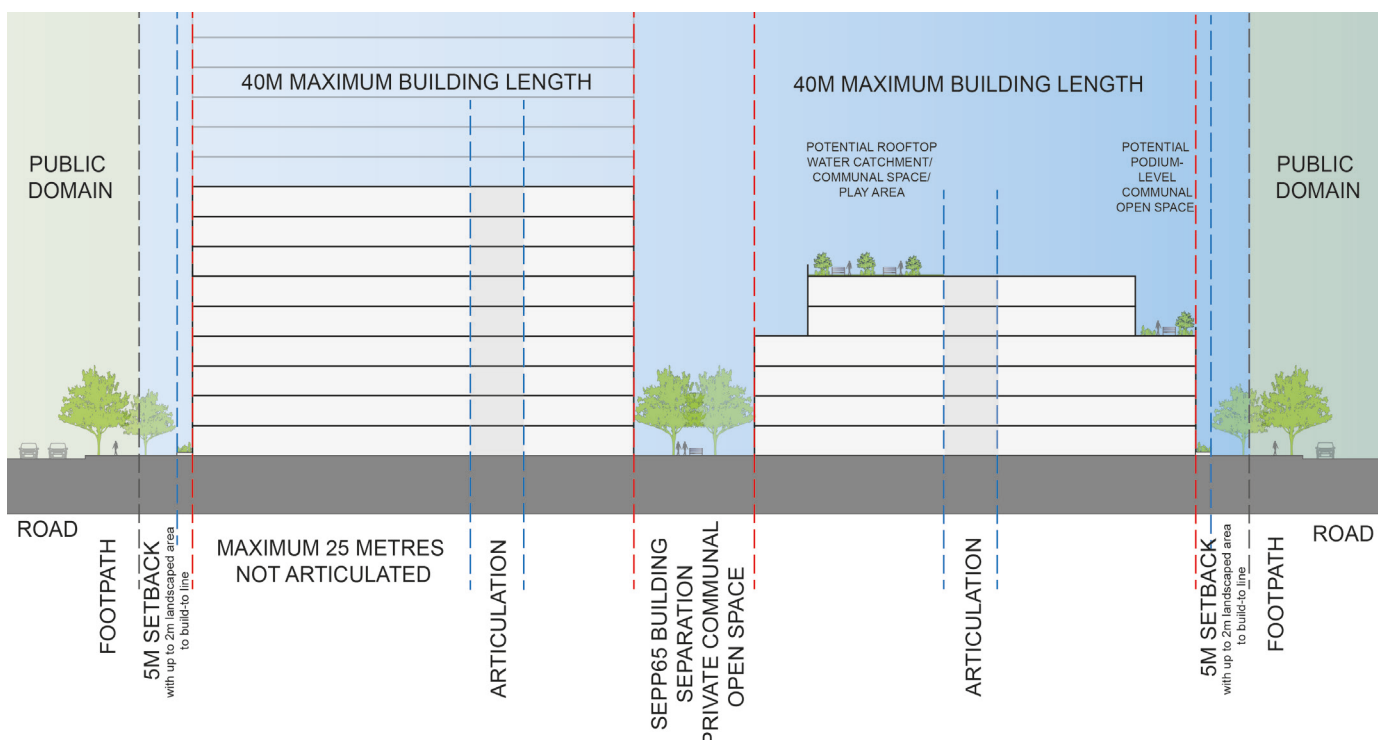 40M MAXIMUM BUILDING LENGTH
40M MAXIMUM BUILDING LENGTH
PUBLIC
DOMAIN
POTENTIAL ROOFTOP
WATER CATCHMENT/
COMMUNAL SPACE/
PLAY AREA
POTENTIAL
PODIUM-
LEVEL
COMMUNAL
OPEN SPACE
PUBLIC
DOMAIN
ROAD
FOOTPATH
5M SETBACK
with up to 2m landscaped area
to build-to line
MAXIMUM 25 METRES
NOT ARTICULATED
ARTICULATION
SEPP65 BUILDING
SEPARATION
PRIVATE COMMUNAL
OPEN SPACE
ARTICULATION
5M SETBACK
with up to 2m landscaped area
to build-to line
FOOTPATH
ROAD